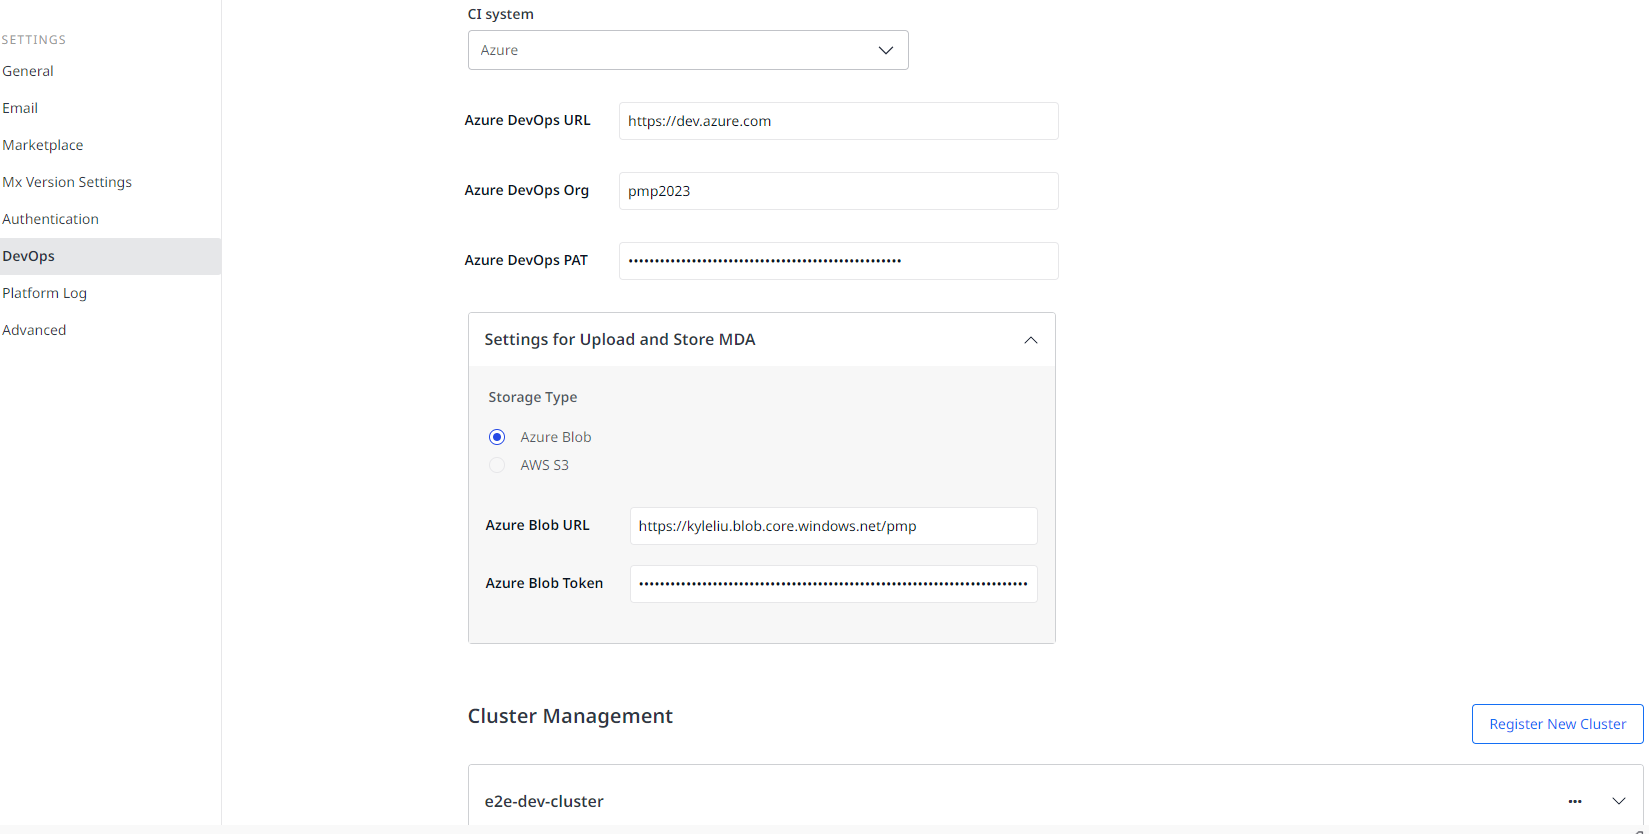 SETTINGS
General
Email
Marketplace
Mx Version Settings
Authentication
DevOps
Platform Log
Advanced
CI system
Azure
Azure DevOps URL
https://dev.azure.com
Azure DevOps Org
pmp2023
Azure DevOps PAT
Settings for Upload and Store MDA
Storage Type
Azure Blob
AWS S3
Azure Blob URL
https://kyleliu.blob.core.windows.net/pmp
Azure Blob Token
Cluster Management
Register New Cluster
e2e-dev-cluster